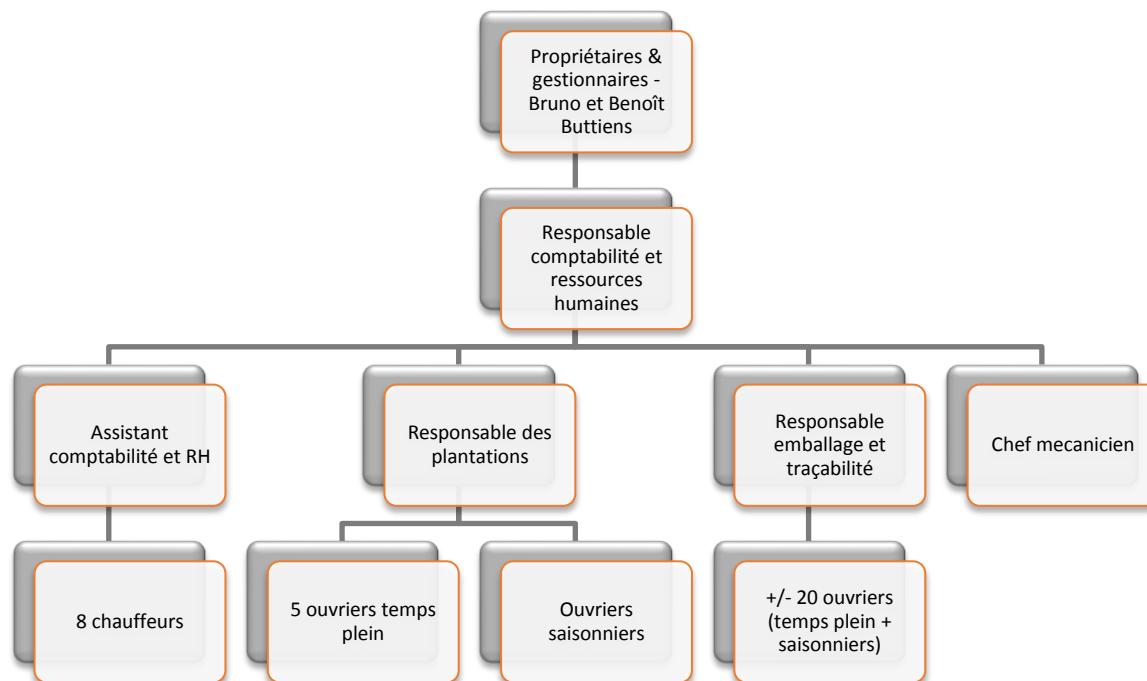 Propriétaires &
gestionnaires -
Bruno et Benoît
Buttiens
Responsable
comptabilité et
ressources
humaines
Assistant
comptabilité et RH
Responsable des
plantations
Responsable
emballage et
traçabilité
Chef mecanicien
8 chauffeurs
5 ouvriers temps
plein
Ouvriers
saisonniers
+/- 20 ouvriers
(temps plein +
saisonniers)